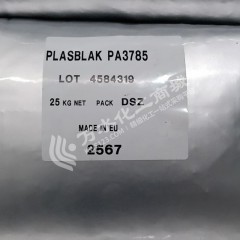 PLASBLAK PA3785
LOT 4584319
25 KG NET PACK DSZ
MADE IN EU
2567